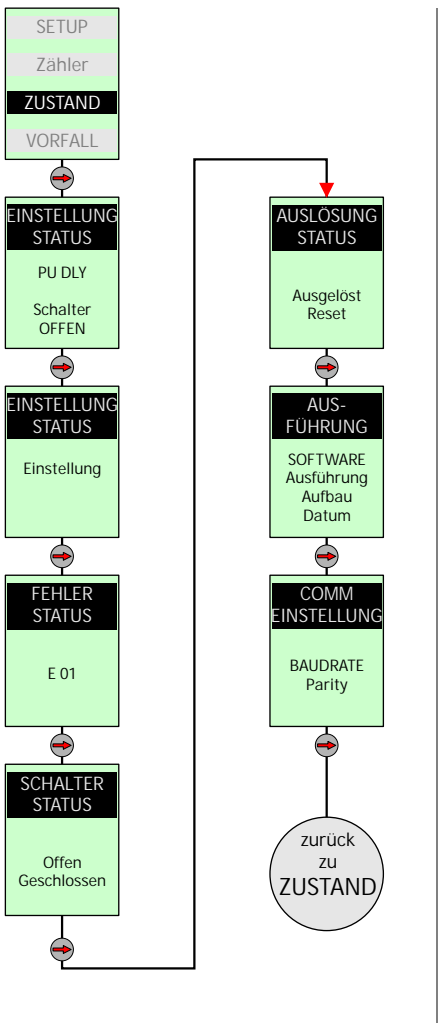 SETUP
Zähler
ZUSTAND
VORFALL
EINSTELLUNG
STATUS
PU DLY
Schalter
OFFEN
EINSTELLUNG
STATUS
Einstellung
FEHLER
STATUS
E 01
SCHALTER
STATUS
Offen
Geschlossen
AUSLÖSUNG
STATUS
Ausgelöst
Reset
AUS-
FÜHRUNG
SOFTWARE
Ausführung
Aufbau
Datum
COMM
EINSTELLUNG
BAUDRATE
Parity
zurück
zu
ZUSTAND